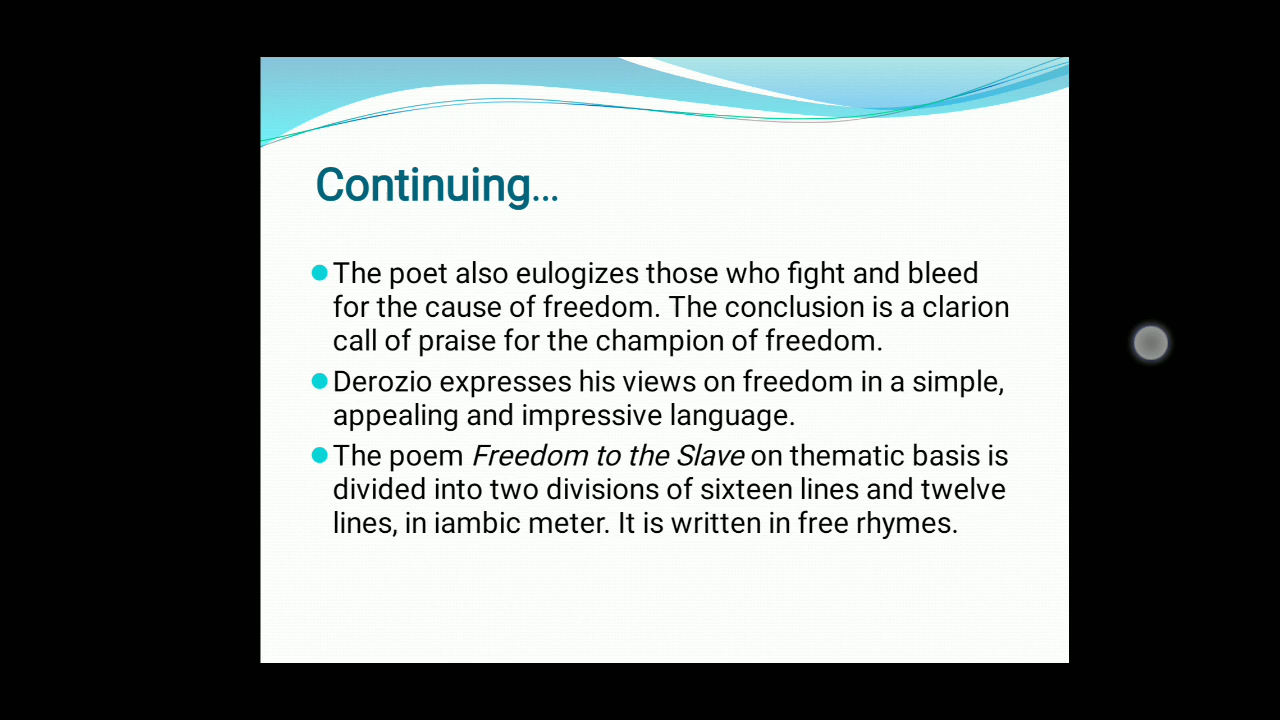 Continuing...
The poet also eulogizes those who fight and bleed
for the cause of freedom. The conclusion is a clarion
call of praise for the champion of freedom.
Derozio expresses his views on freedom in a simple,
appealing and impressive language.
The poem Freedom to the Slave on thematic basis is
divided into two divisions of sixteen lines and twelve
lines, in iambic meter. It is written in free rhymes.